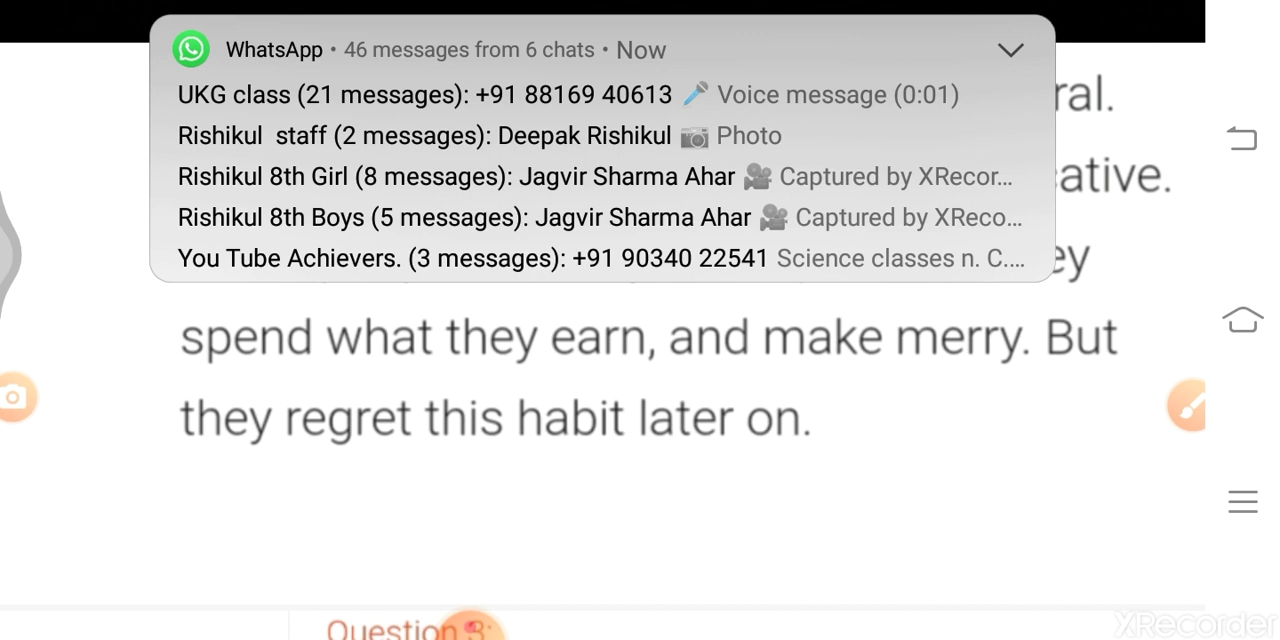 WhatsApp • 46 messages from 6 chats • Now
UKG class (21 messages): +91 88169 40613 🎤 Voice message (0:01)
Rishikul staff (2 messages): Deepak Rishikul 📷 Photo
Rishikul 8th Girl (8 messages): Jagvir Sharma Ahar 🎥 Captured by XRecor...
Rishikul 8th Boys (5 messages): Jagvir Sharma Ahar 🎥 Captured by XReco...
You Tube Achievers. (3 messages): +91 90340 22541 Science classes n. C....
spend what they earn, and make merry. But
they regret this habit later on.
Question 3:
XRecorder